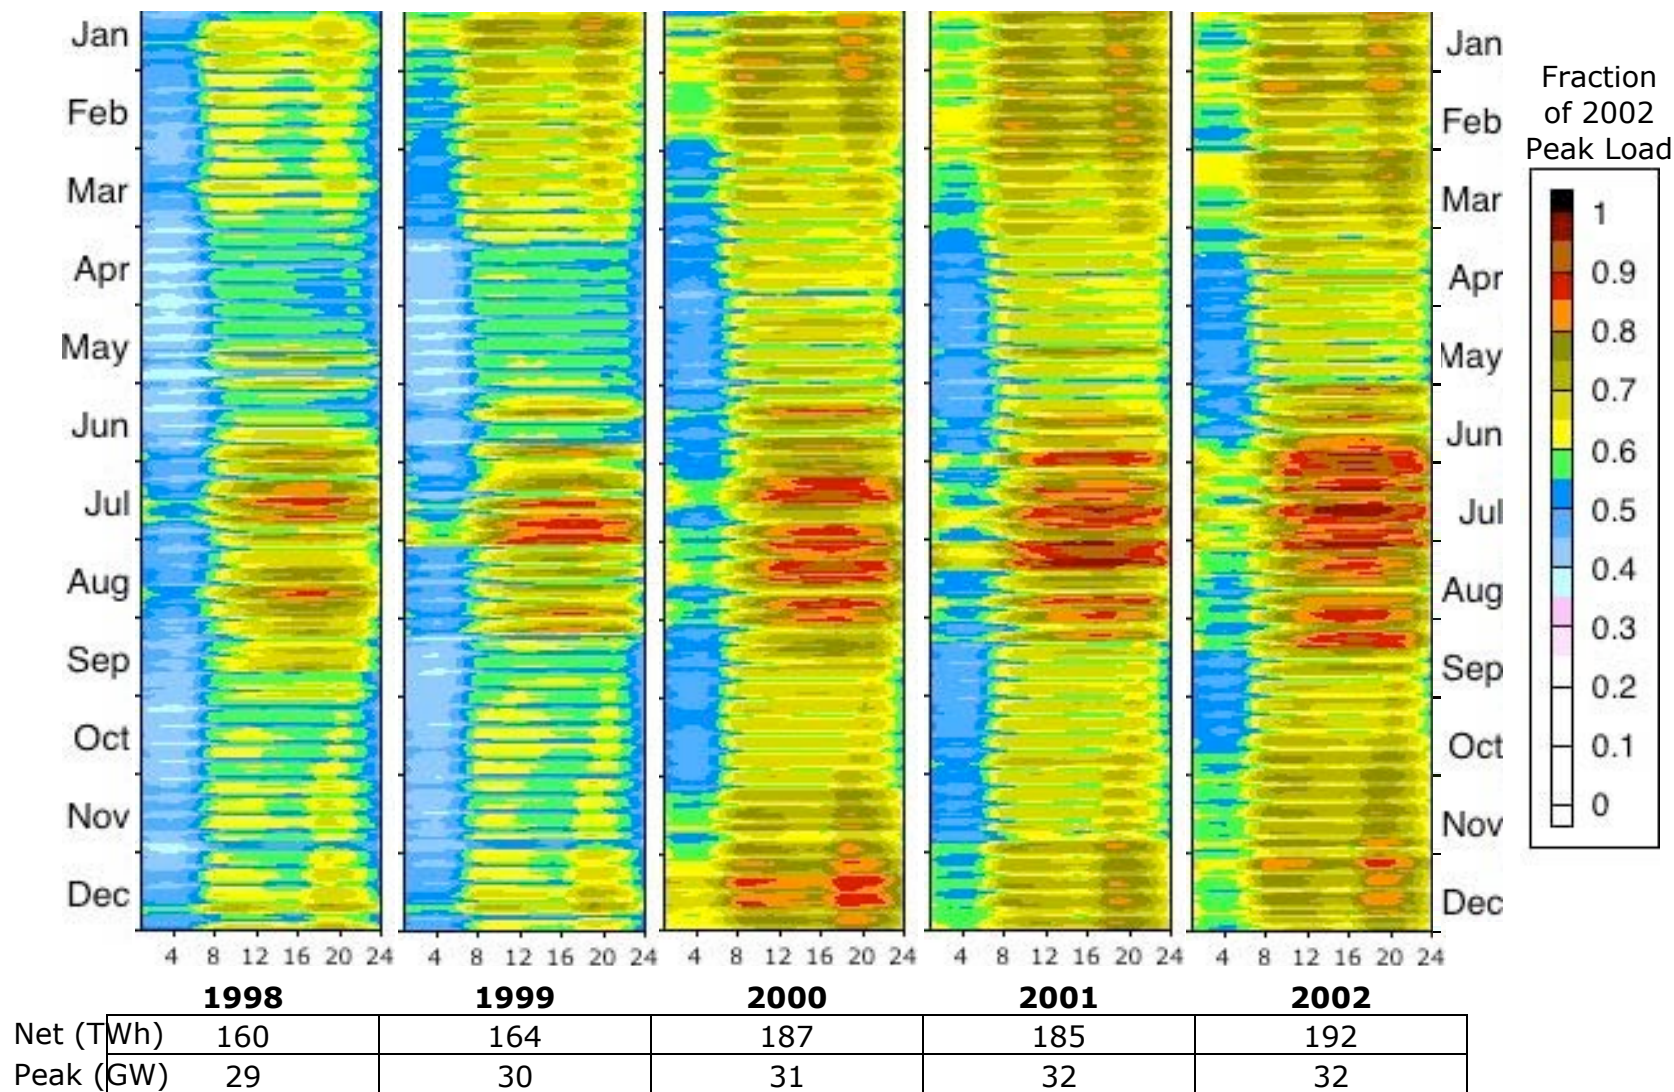 Jan
Feb
Mar
Apr
May
Jun
Jul
Aug
Sep
Oct
Nov
Dec
Jan
Feb
Mar
Apr
May
Jun
Jul
Aug
Sep
Oct
Nov
Dec
Fraction
of 2002
Peak Load
1
0.9
0.8
0.7
0.6
0.5
0.4
0.3
0.2
0.1
0
4 8 12 16 20 24 4 8 12 16 20 24 4 8 12 16 20 24 4 8 12 16 20 24 4 8 12 16 20 24
1998 1999 2000 2001 2002
Net (TWh) 160 164 187 185 192
Peak (GW) 29 30 31 32 32